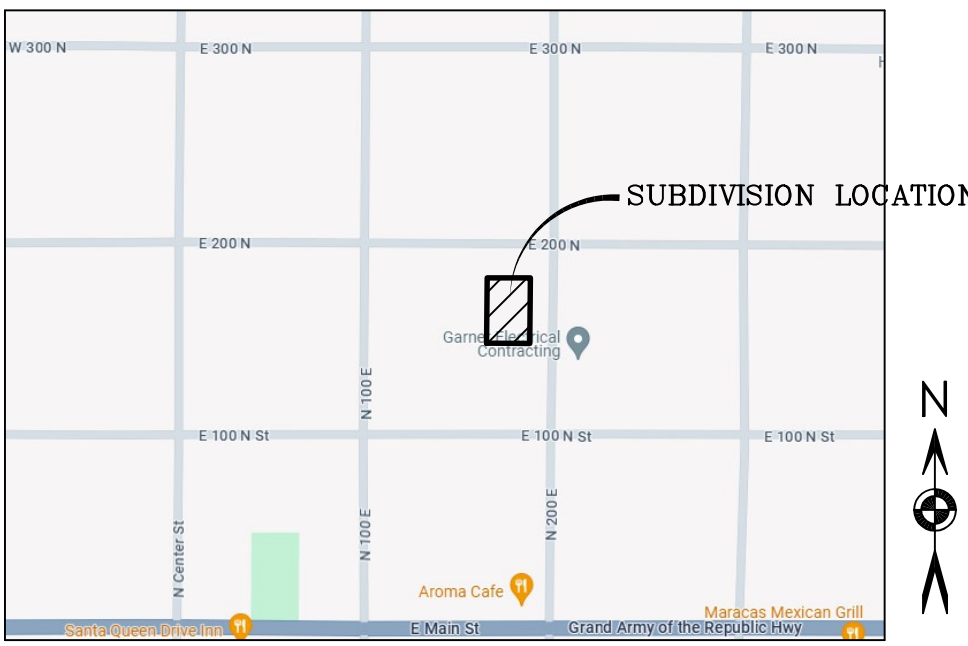 W 300 N
E 300 N
E 300 N
E 300 N
H
SUBDIVISION LOCATION
E 200 N
E 200 N
Garner Electrical
Contracting
N 100 E
E 100 N St
E 100 N St
E 100 N St
N
N Center St
N 100 E
N 200 E
Aroma Cafe
Maracas Mexican Grill
Santa Queen Drive Inn
E Main St
Grand Army of the Republic Hwy